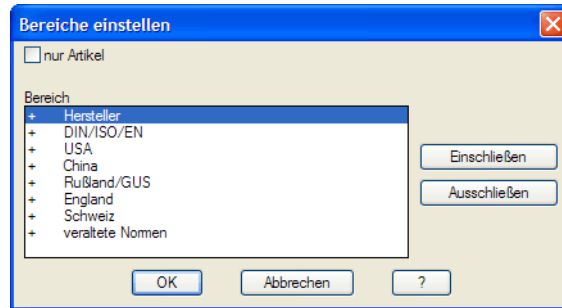 Bereiche einstellen
nur Artikel
Bereich
+ Hersteller
+ DIN/ISO/EN
+ USA
+ China
+ Rußland/GUS
+ England
+ Schweiz
+ veraltete Normen
Einschließen
Ausschließen
OK Abbrechen ?